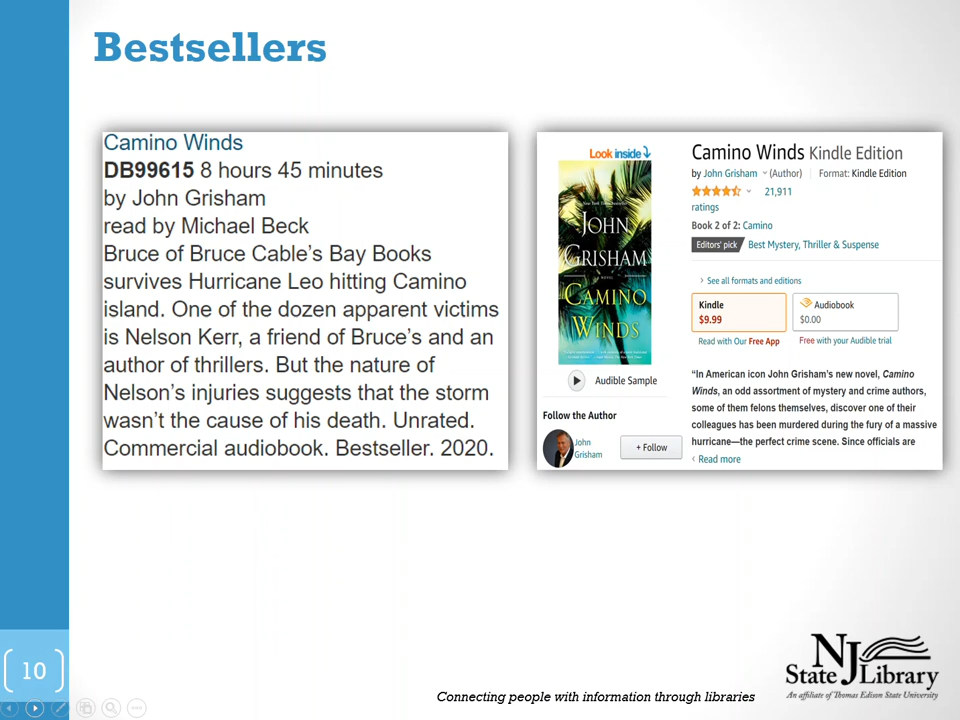 Bestsellers
Camino Winds
DB99615 8 hours 45 minutes
by John Grisham
read by Michael Beck
Bruce of Bruce Cable's Bay Books
survives Hurricane Leo hitting Camino
island. One of the dozen apparent victims
is Nelson Kerr, a friend of Bruce's and an
author of thrillers. But the nature of
Nelson's injuries suggests that the storm
wasn't the cause of his death. Unrated.
Commercial audiobook. Bestseller. 2020.
Look inside
JOHN
GRISHAM
A NOVEL
CAMINO
WINDS
Audible Sample
Follow the Author
John
Grisham
+ Follow
Camino Winds Kindle Edition
by John Grisham (Author) Format: Kindle Edition
21,911
ratings
Book 2 of 2: Camino
Editors' pick Best Mystery, Thriller & Suspense
See all formats and editions
Kindle
$9.99
Read with Our Free App
Audiobook
$0.00
Free with your Audible trial
"In American icon John Grisham's new novel, Camino
Winds, an odd assortment of mystery and crime authors,
some of them felons themselves, discover one of their
colleagues has been murdered during the fury of a massive
hurricane—the perfect crime scene. Since officials are
Read more
10
Connecting people with information through libraries
NJ
State Library
An affiliate of Thomas Edison State University